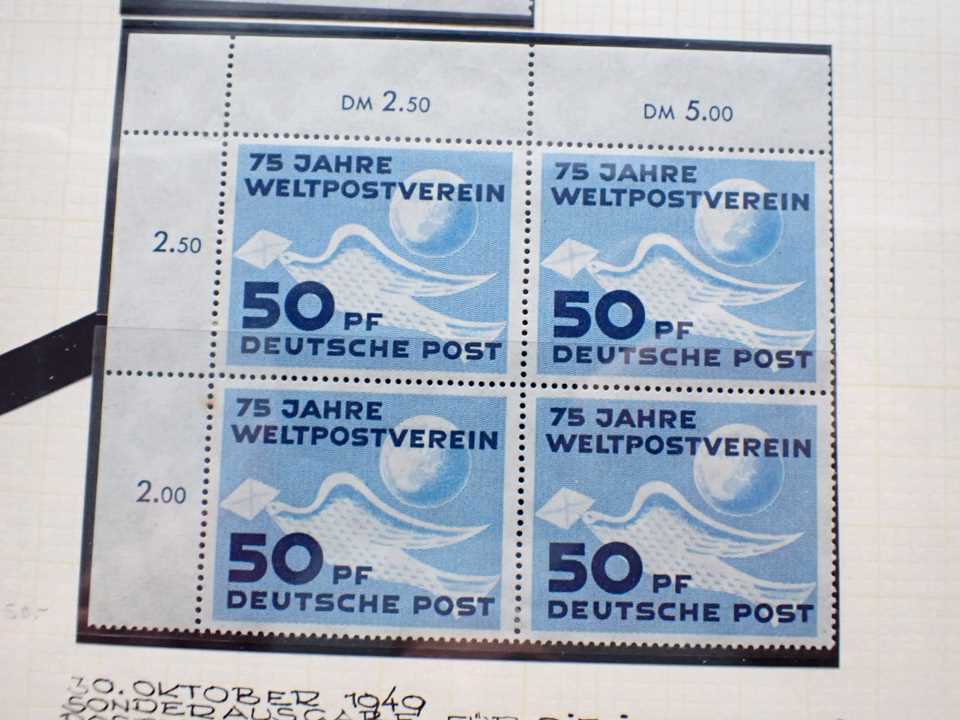 DM 2.50
DM 5.00
2.50
75 JAHRE
WELTPOSTVEREIN
50 PF
DEUTSCHE POST
75 JAHRE
WELTPOSTVEREIN
50 PF
DEUTSCHE POST
2.00
75 JAHRE
WELTPOSTVEREIN
50 PF
DEUTSCHE POST
75 JAHRE
WELTPOSTVEREIN
50 PF
DEUTSCHE POST
50,-
30. OKTOBER 1949
SONDERAUSGABE FÜR